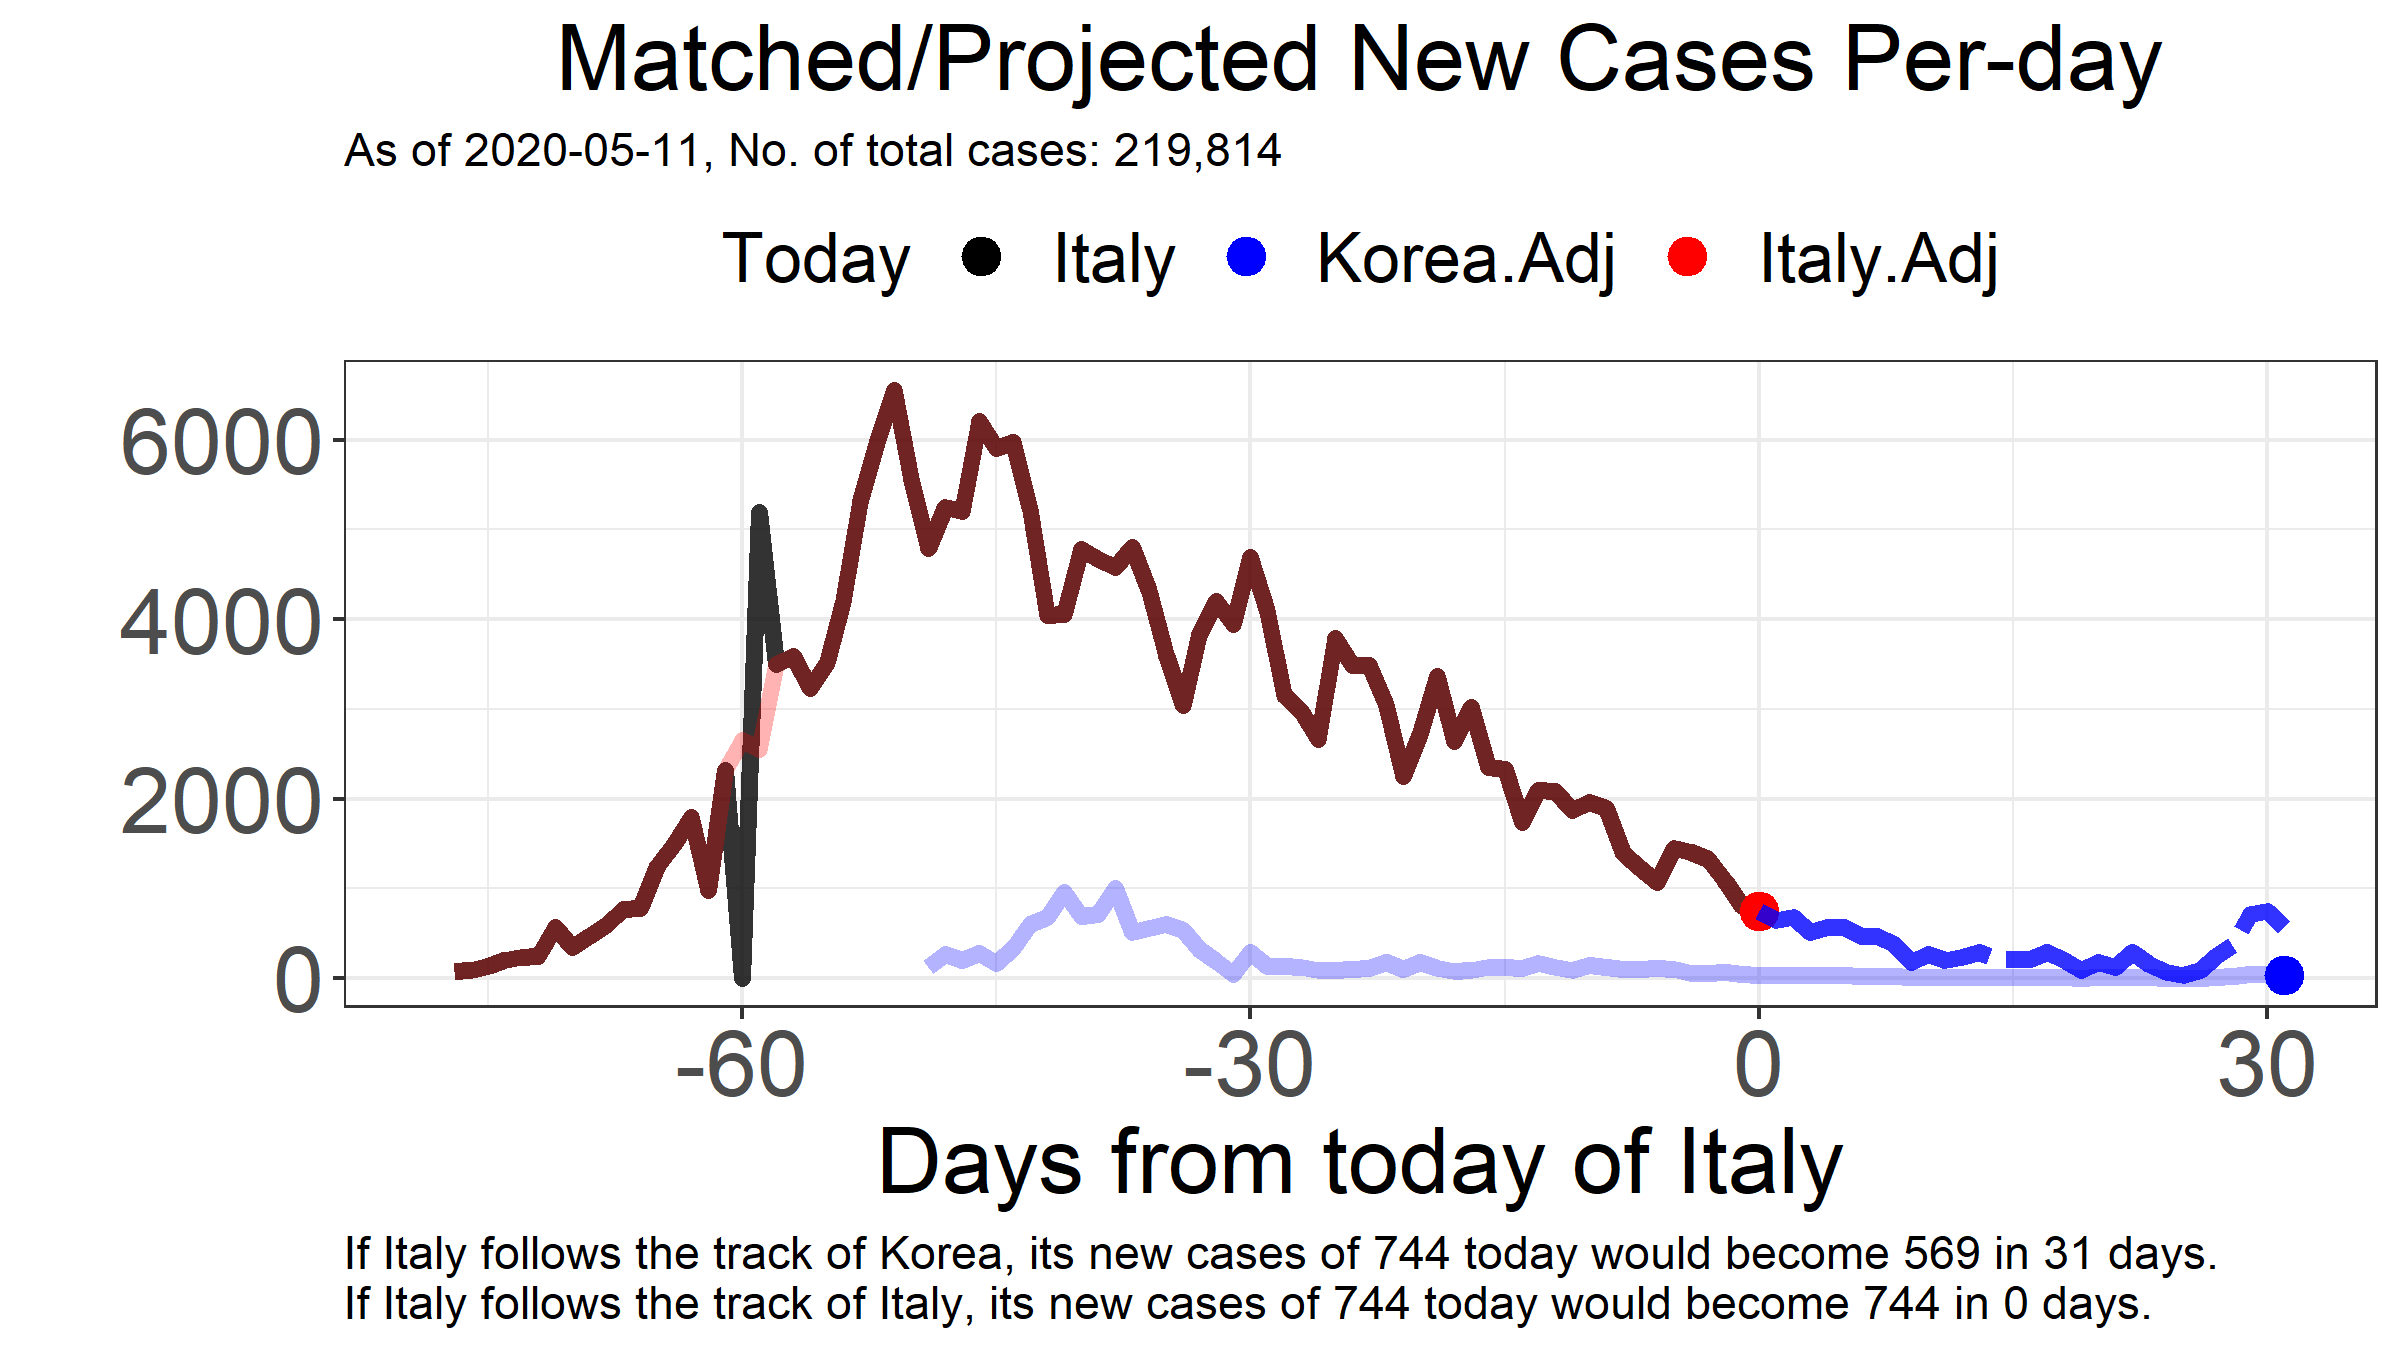 Matched/Projected New Cases Per-day
As of 2020-05-11, No. of total cases: 219,814
Today Italy Korea.Adj Italy.Adj
6000
4000
2000
0
-60 -30 0 30
Days from today of Italy
If Italy follows the track of Korea, its new cases of 744 today would become 569 in 31 days.
If Italy follows the track of Italy, its new cases of 744 today would become 744 in 0 days.